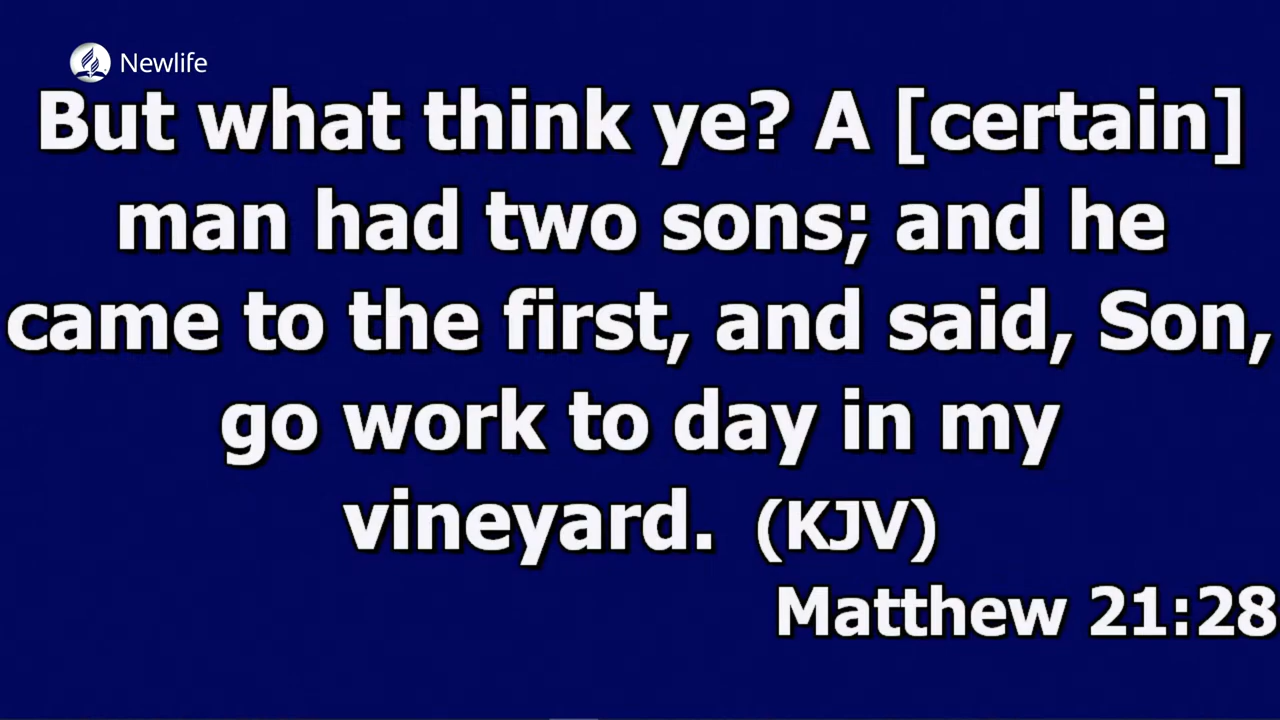 Newlife
But what think ye? A [certain]
man had two sons; and he
came to the first, and said, Son,
go work to day in my
vineyard. (KJV)
Matthew 21:28